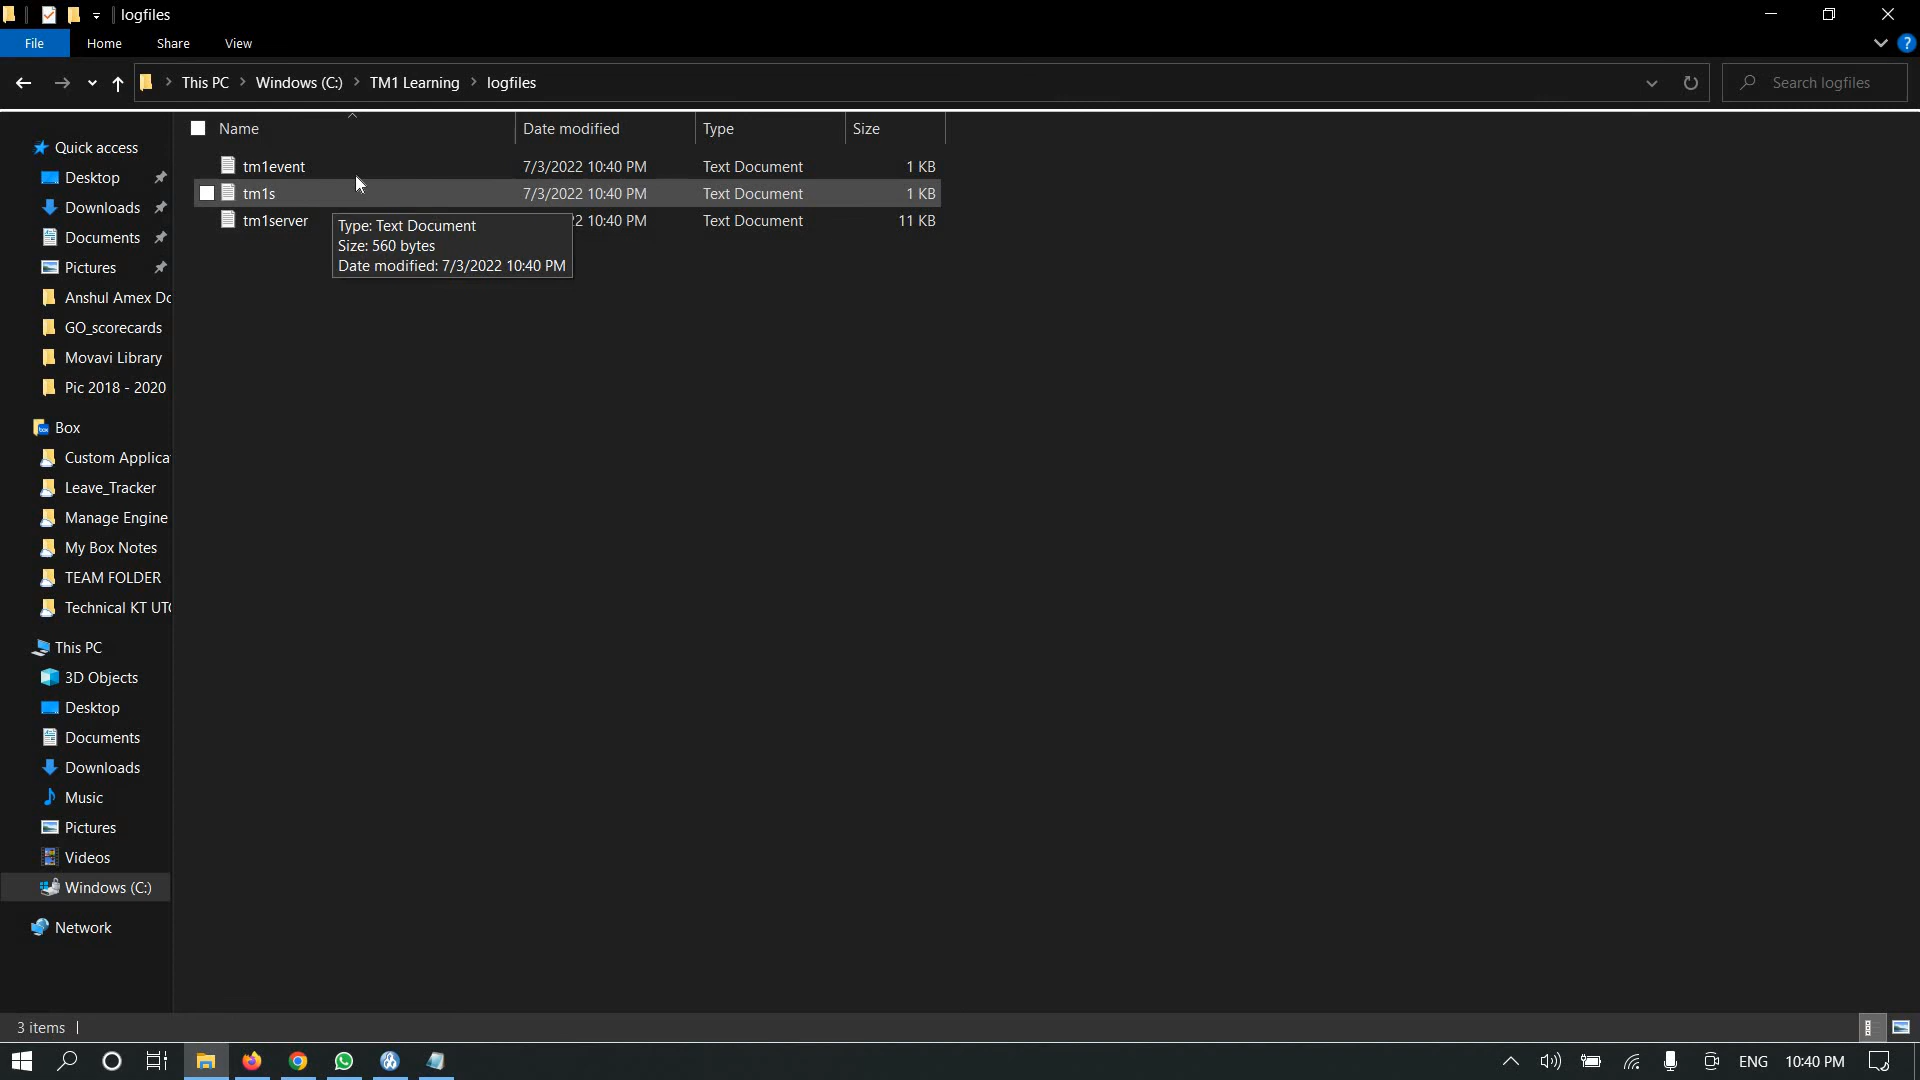 logfiles
File Home Share View
This PC Windows (C:) TM1 Learning logfiles Search logfiles
Name Date modified Type Size
tm1event 7/3/2022 10:40 PM Text Document 1 KB
tm1s 7/3/2022 10:40 PM Text Document 1 KB
tm1server 22 10:40 PM Text Document 11 KB
Type: Text Document
Size: 560 bytes
Date modified: 7/3/2022 10:40 PM
Quick access
Desktop
Downloads
Documents
Pictures
Anshul Amex Do
GO_scorecards
Movavi Library
Pic 2018 - 2020
Box
Custom Applica
Leave_Tracker
Manage Engine
My Box Notes
TEAM FOLDER
Technical KT UT
This PC
3D Objects
Desktop
Documents
Downloads
Music
Pictures
Videos
Windows (C:)
Network
3 items
ENG 10:40 PM